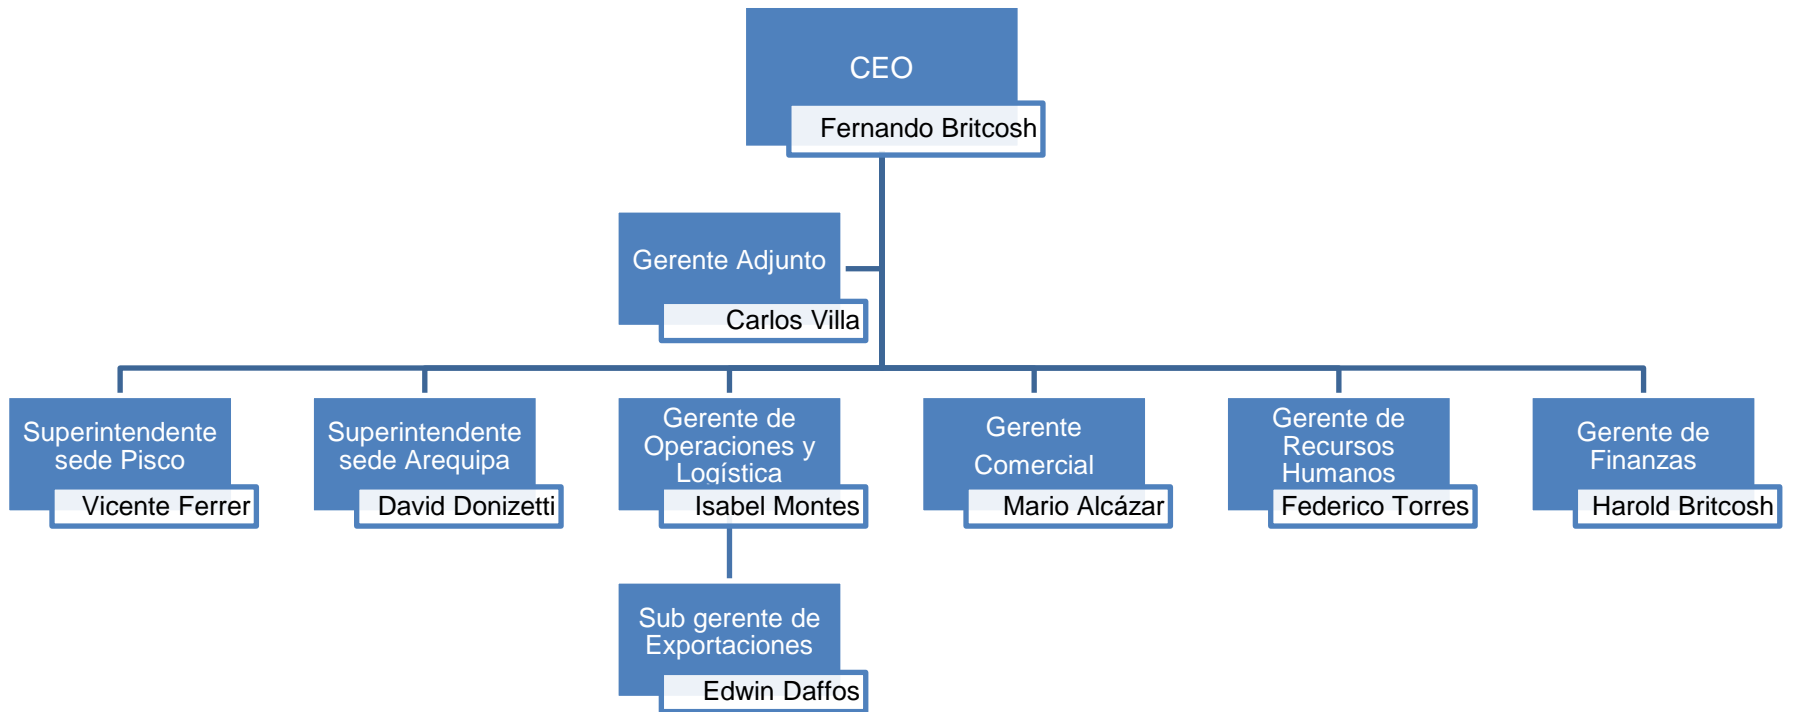 CEO
Fernando Britcosh
Gerente Adjunto
Carlos Villa
Superintendente
sede Pisco
Vicente Ferrer
Superintendente
sede Arequipa
David Donizetti
Gerente de
Operaciones y
Logística
Isabel Montes
Gerente
Comercial
Mario Alcázar
Gerente de
Recursos
Humanos
Federico Torres
Gerente de
Finanzas
Harold Britcosh
Sub gerente de
Exportaciones
Edwin Daffos